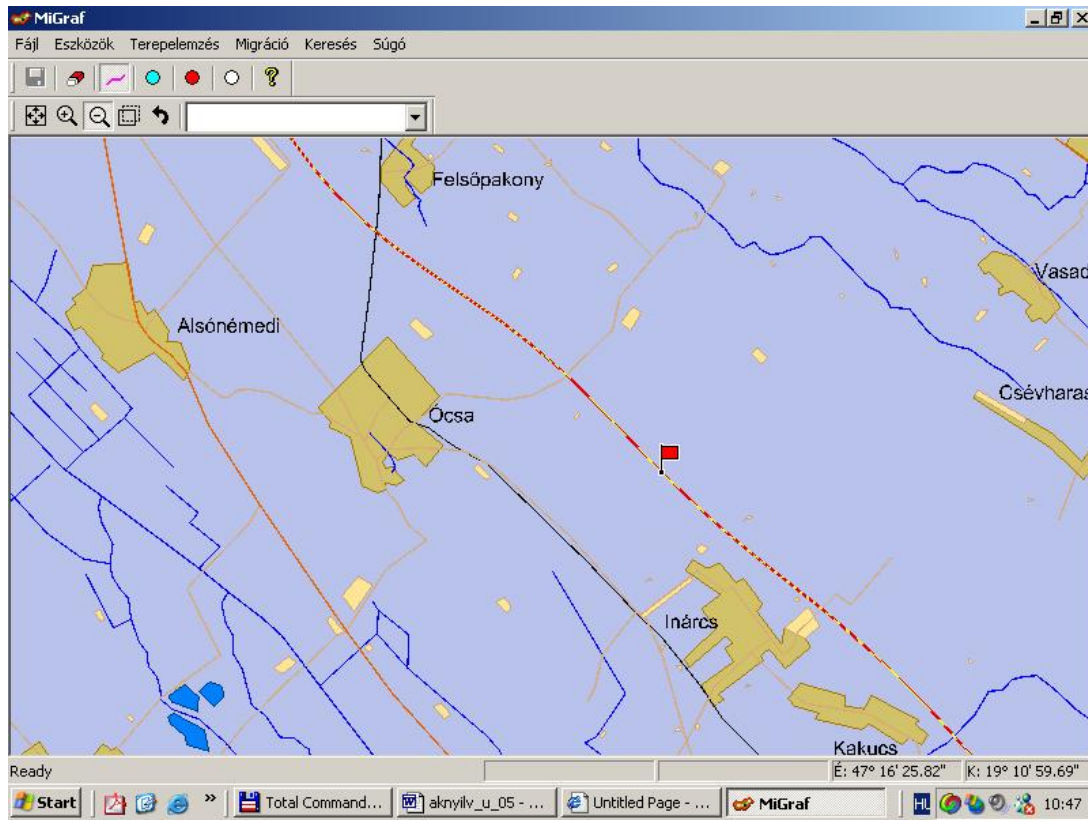 MiGraf
Fájl Eszközök Terepelemzés Migráció Keresés Súgó
Felsőpakony
Vasad
Alsónémedi
Csévharas
Ócsa
Inárcs
Kakucs
Ready É: 47° 16' 25.82" K: 19° 10' 59.69"
Start » Total Command... aknyilv_u_05 - ... Untitled Page - ... MiGraf HU 10:47